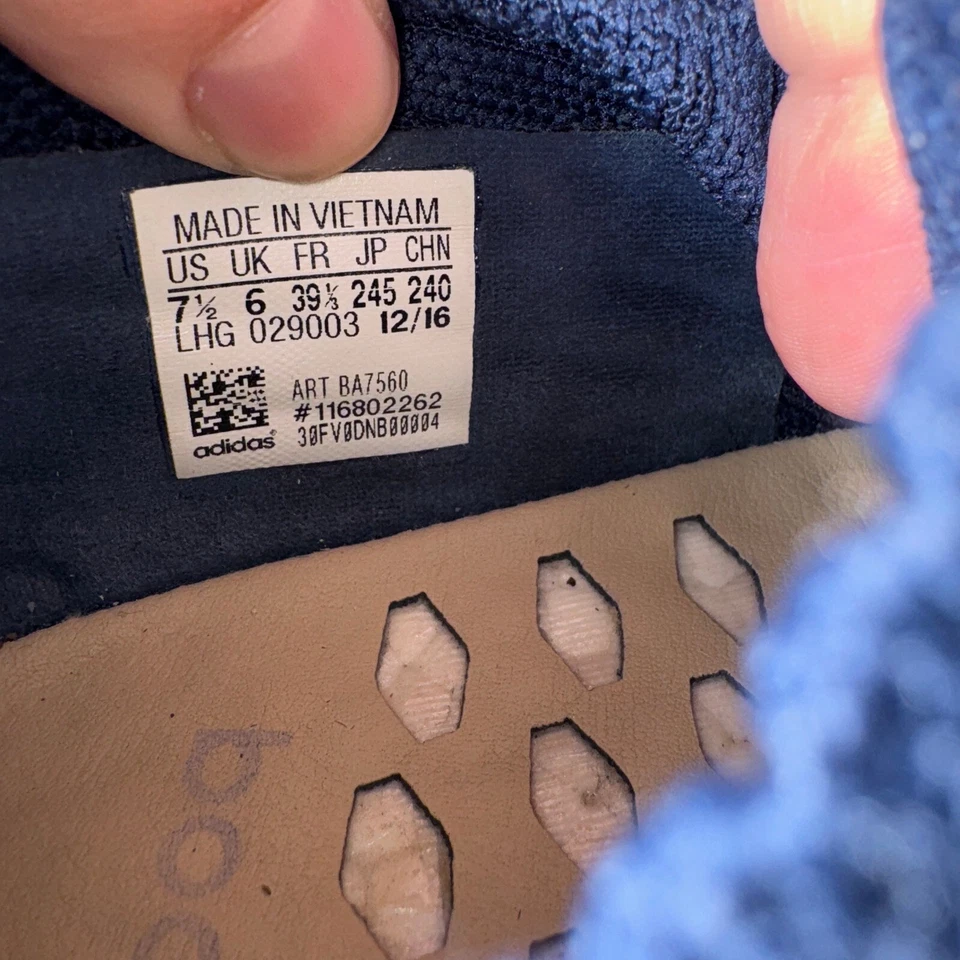 MADE IN VIETNAM
US UK FR JP CHN
7½ 6 39⅓ 245 240
LHG 029003 12/16
ART BA7560
#116802262
30FV0DNB00004
adidas